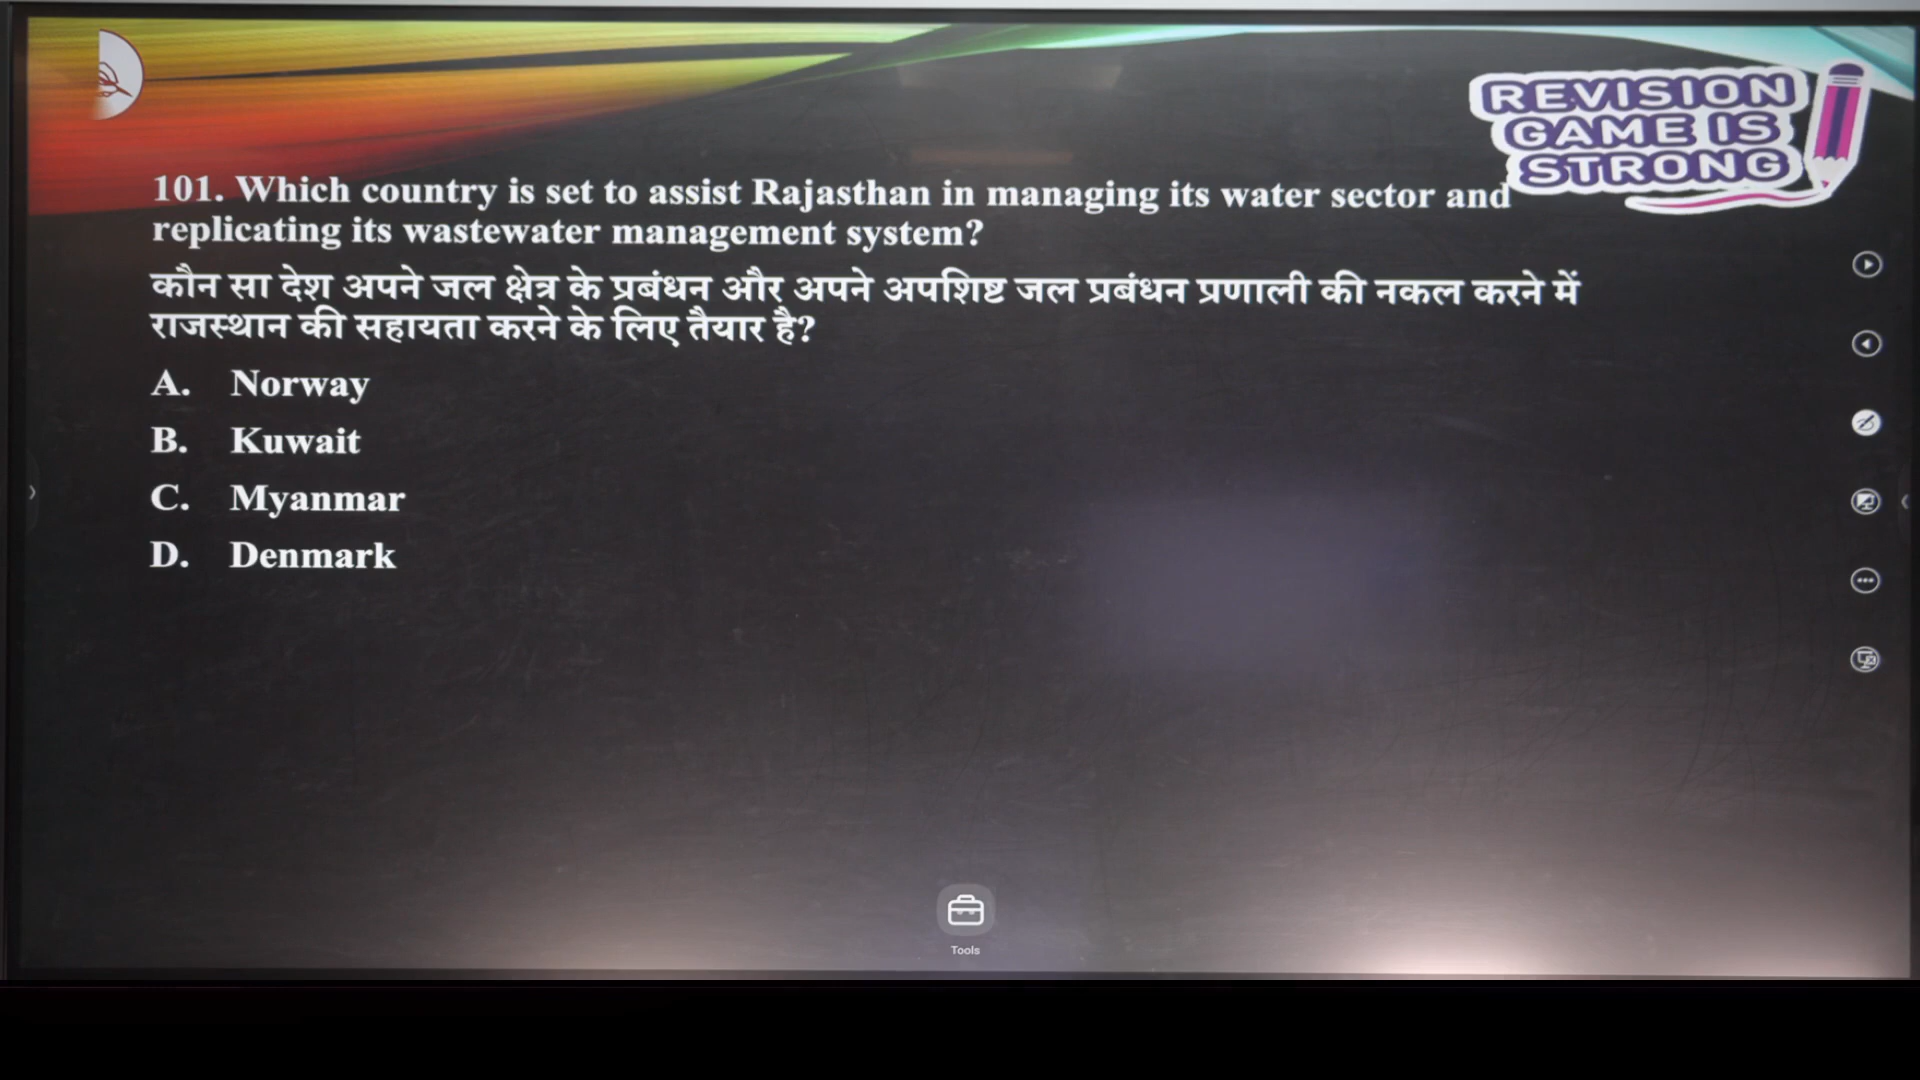 REVISION
GAME IS
STRONG
101. Which country is set to assist Rajasthan in managing its water sector and
replicating its wastewater management system?
कौन सा देश अपने जल क्षेत्र के प्रबंधन और अपने अपशिष्ट जल प्रबंधन प्रणाली की नकल करने में
राजस्थान की सहायता करने के लिए तैयार है?
A. Norway
B. Kuwait
C. Myanmar
D. Denmark
Tools